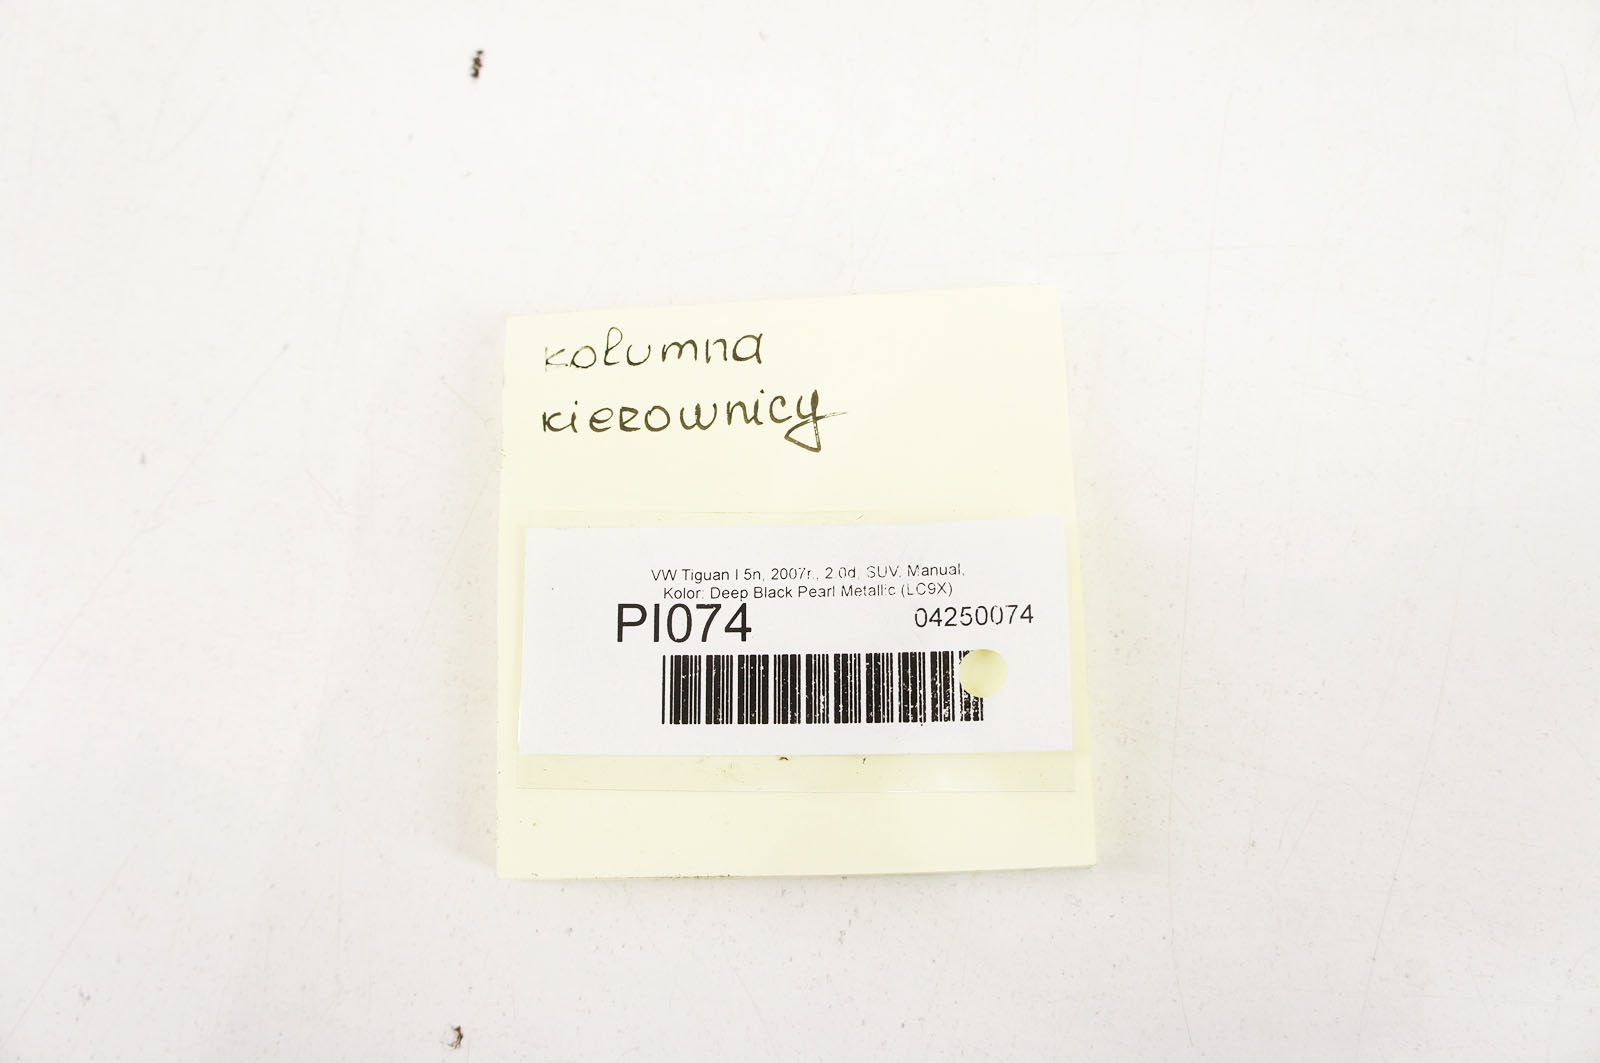 kolumna
kierownicy
VW Tiguan I 5n, 2007r., 2.0d, SUV, Manual,
Kolor: Deep Black Pearl Metallic (LC9X)
PI074 04250074